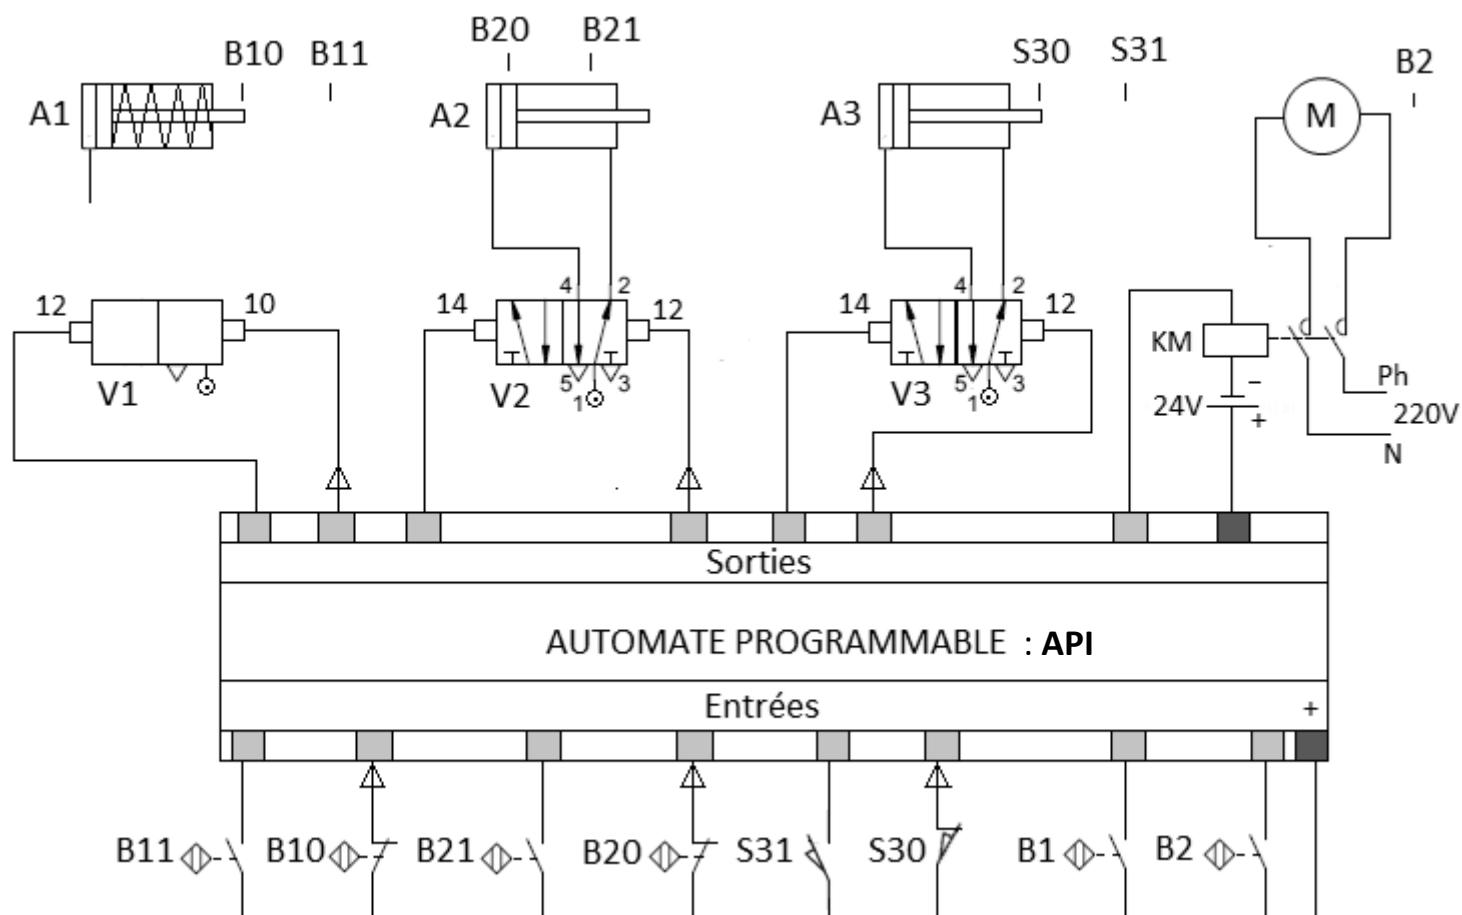 B20 B21
B10 B11 S30 S31 B2
A1 A2 A3 M
4 2 4 2
12 10 14 12 14 12
KM
V1 V2 5 1 3 V3 5 1 3 24V − +
Ph
220V
N
Sorties
AUTOMATE PROGRAMMABLE : API
Entrées +
B11 B10 B21 B20 S31 S30 B1 B2